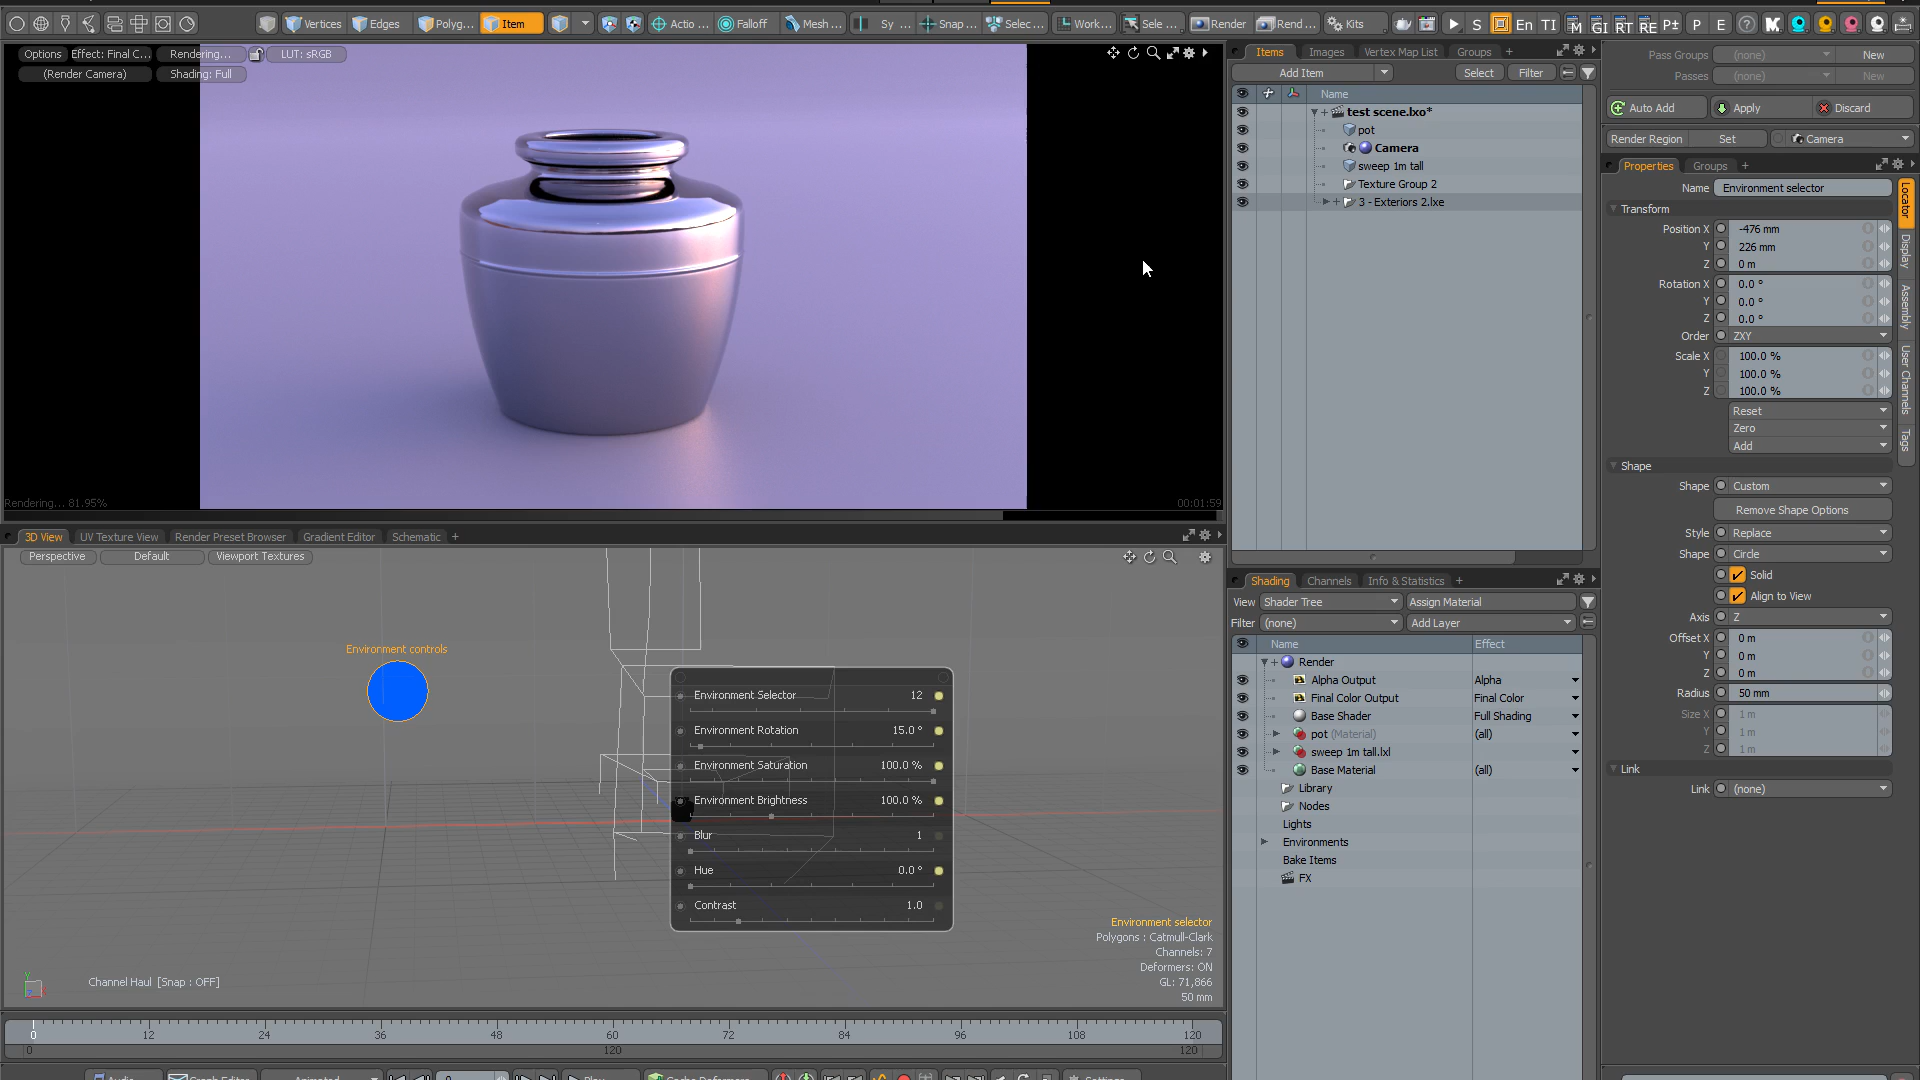 Vertices Edges Polyg... Item Actio ... Falloff Mesh ... Sy ... Snap ... Selec ... Work... Sele ... Render Rend ... Kits S En TI M GI RT RE P± P E ?
Options Effect: Final C... Rendering... LUT: sRGB
(Render Camera) Shading: Full
Rendering... 81.95% 00:01:59
3D View UV Texture View Render Preset Browser Gradient Editor Schematic +
Perspective Default Viewport Textures
Environment controls
Environment Selector 12
Environment Rotation 15.0 °
Environment Saturation 100.0 %
Environment Brightness 100.0 %
Blur 1
Hue 0.0 °
Contrast 1.0
Environment selector
Polygons : Catmull-Clark
Channels: 7
Deformers: ON
GL: 71,866
50 mm
Channel Haul [Snap : OFF]
0 12 24 36 48 60 72 84 96 108 120
0 120 120
Audio Graph Editor Animated 0 Play Cache Deformers Settings
Items Images Vertex Map List Groups +
Add Item Select Filter
Name
test scene.lxo*
pot
Camera
sweep 1m tall
Texture Group 2
3 - Exteriors 2.lxe
Shading Channels Info & Statistics +
View Shader Tree Assign Material
Filter (none) Add Layer
Name Effect
Render
Alpha Output Alpha
Final Color Output Final Color
Base Shader Full Shading
pot (Material) (all)
sweep 1m tall.lxl
Base Material (all)
Library
Nodes
Lights
Environments
Bake Items
FX
Pass Groups (none) New
Passes (none) New
Auto Add Apply Discard
Render Region Set Camera
Properties Groups +
Name Environment selector
Transform
Position X -476 mm
Y 226 mm
Z 0 m
Rotation X 0.0 °
Y 0.0 °
Z 0.0 °
Order ZXY
Scale X 100.0 %
Y 100.0 %
Z 100.0 %
Reset
Zero
Add
Shape
Shape Custom
Remove Shape Options
Style Replace
Shape Circle
Solid
Align to View
Axis Z
Offset X 0 m
Y 0 m
Z 0 m
Radius 50 mm
Size X 1 m
Y 1 m
Z 1 m
Link
Link (none)
Locator
Display
Assembly
User Channels
Tags